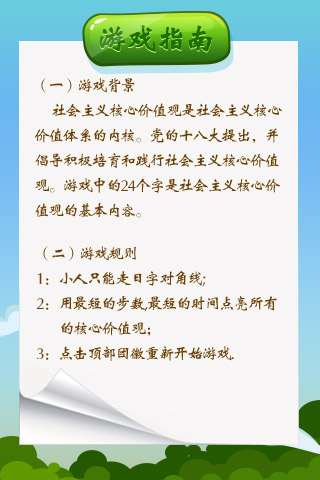 游戏指南
（一）游戏背景
社会主义核心价值观是社会主义核心
价值体系的内核。党的十八大提出，并
倡导积极培育和践行社会主义核心价值
观。游戏中的24个字是社会主义核心价
值观的基本内容。
（二）游戏规则
1：小人只能走日字对角线;
2：用最短的步数,最短的时间点亮所有
的核心价值观；
3：点击顶部团徽重新开始游戏.